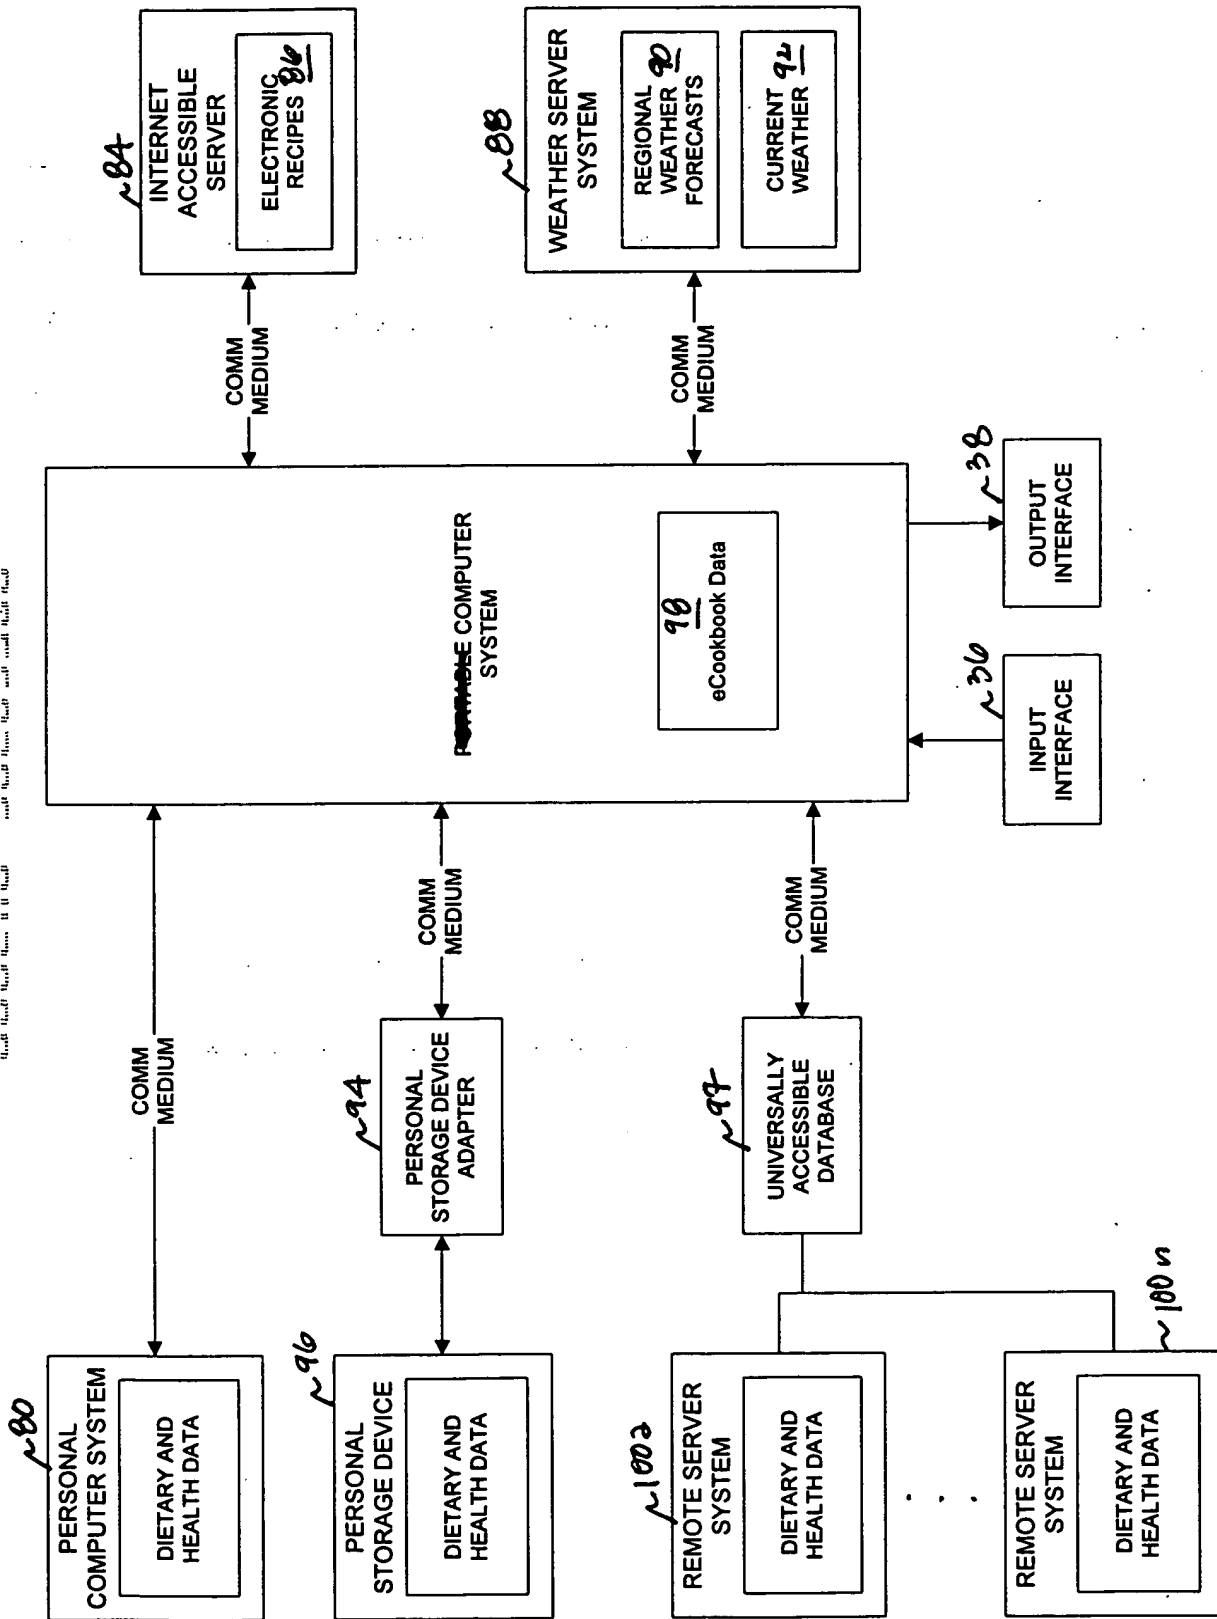 ~80
PERSONAL
COMPUTER SYSTEM
DIETARY AND
HEALTH DATA
~96
PERSONAL
STORAGE DEVICE
DIETARY AND
HEALTH DATA
~100a
REMOTE SERVER
SYSTEM
DIETARY AND
HEALTH DATA
. . .
~100n
REMOTE SERVER
SYSTEM
DIETARY AND
HEALTH DATA
COMM
MEDIUM
~94
PERSONAL
STORAGE DEVICE
ADAPTER
COMM
MEDIUM
~97
UNIVERSALLY
ACCESSIBLE
DATABASE
COMM
MEDIUM
COMPUTER
SYSTEM
98
eCookbook Data
~36
INPUT
INTERFACE
~38
OUTPUT
INTERFACE
COMM
MEDIUM
COMM
MEDIUM
~84
INTERNET
ACCESSIBLE
SERVER
ELECTRONIC
RECIPES 86
~88
WEATHER SERVER
SYSTEM
REGIONAL
WEATHER 90
FORECASTS
CURRENT
WEATHER 92